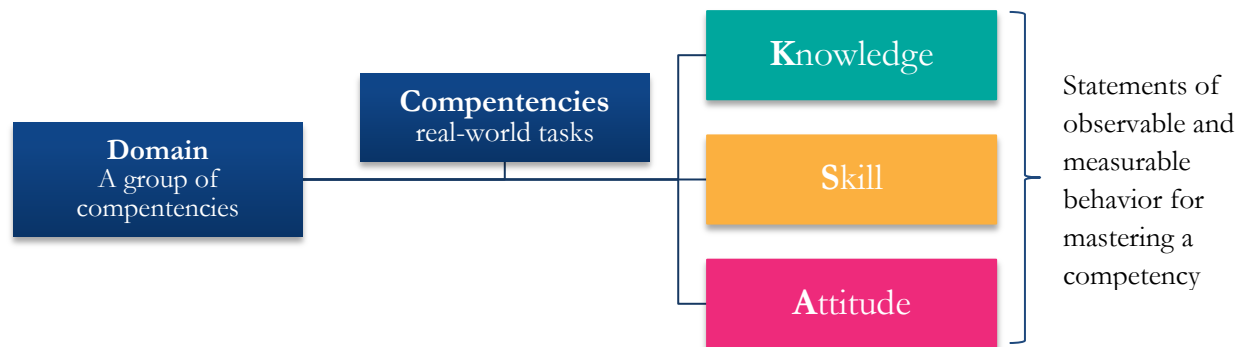 Domain
A group of
compentencies
Compentencies
real-world tasks
Knowledge
Skill
Attitude
Statements of
observable and
measurable
behavior for
mastering a
competency